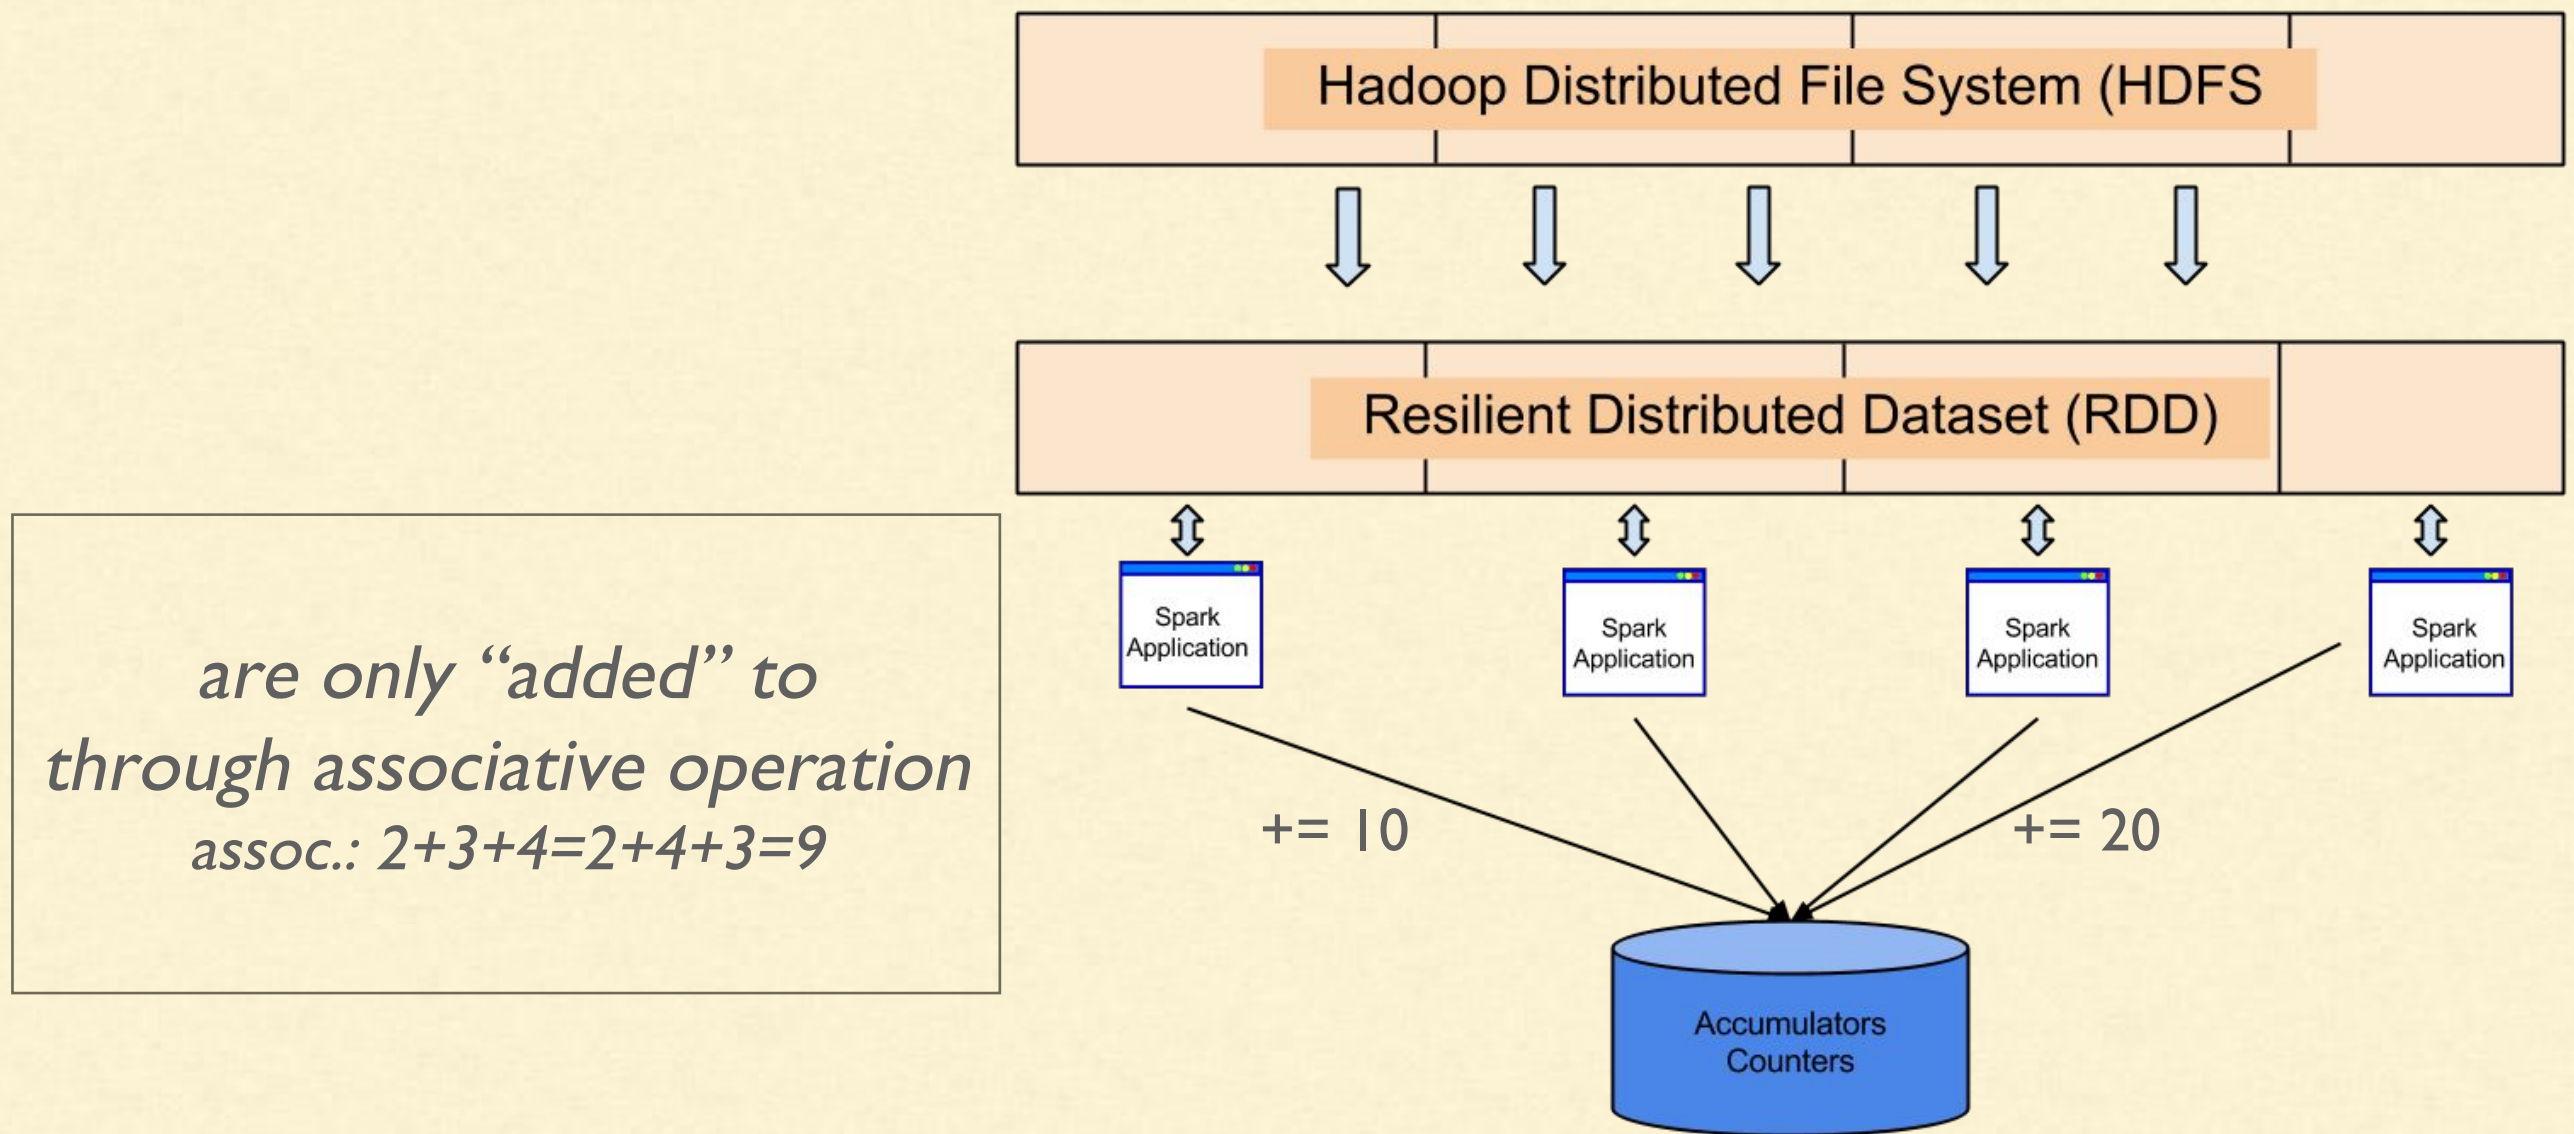 Hadoop Distributed File System (HDFS
Resilient Distributed Dataset (RDD)
are only “added” to
through associative operation
assoc.: 2+3+4=2+4+3=9
Spark
Application
Spark
Application
Spark
Application
Spark
Application
+= 10
+= 20
Accumulators
Counters